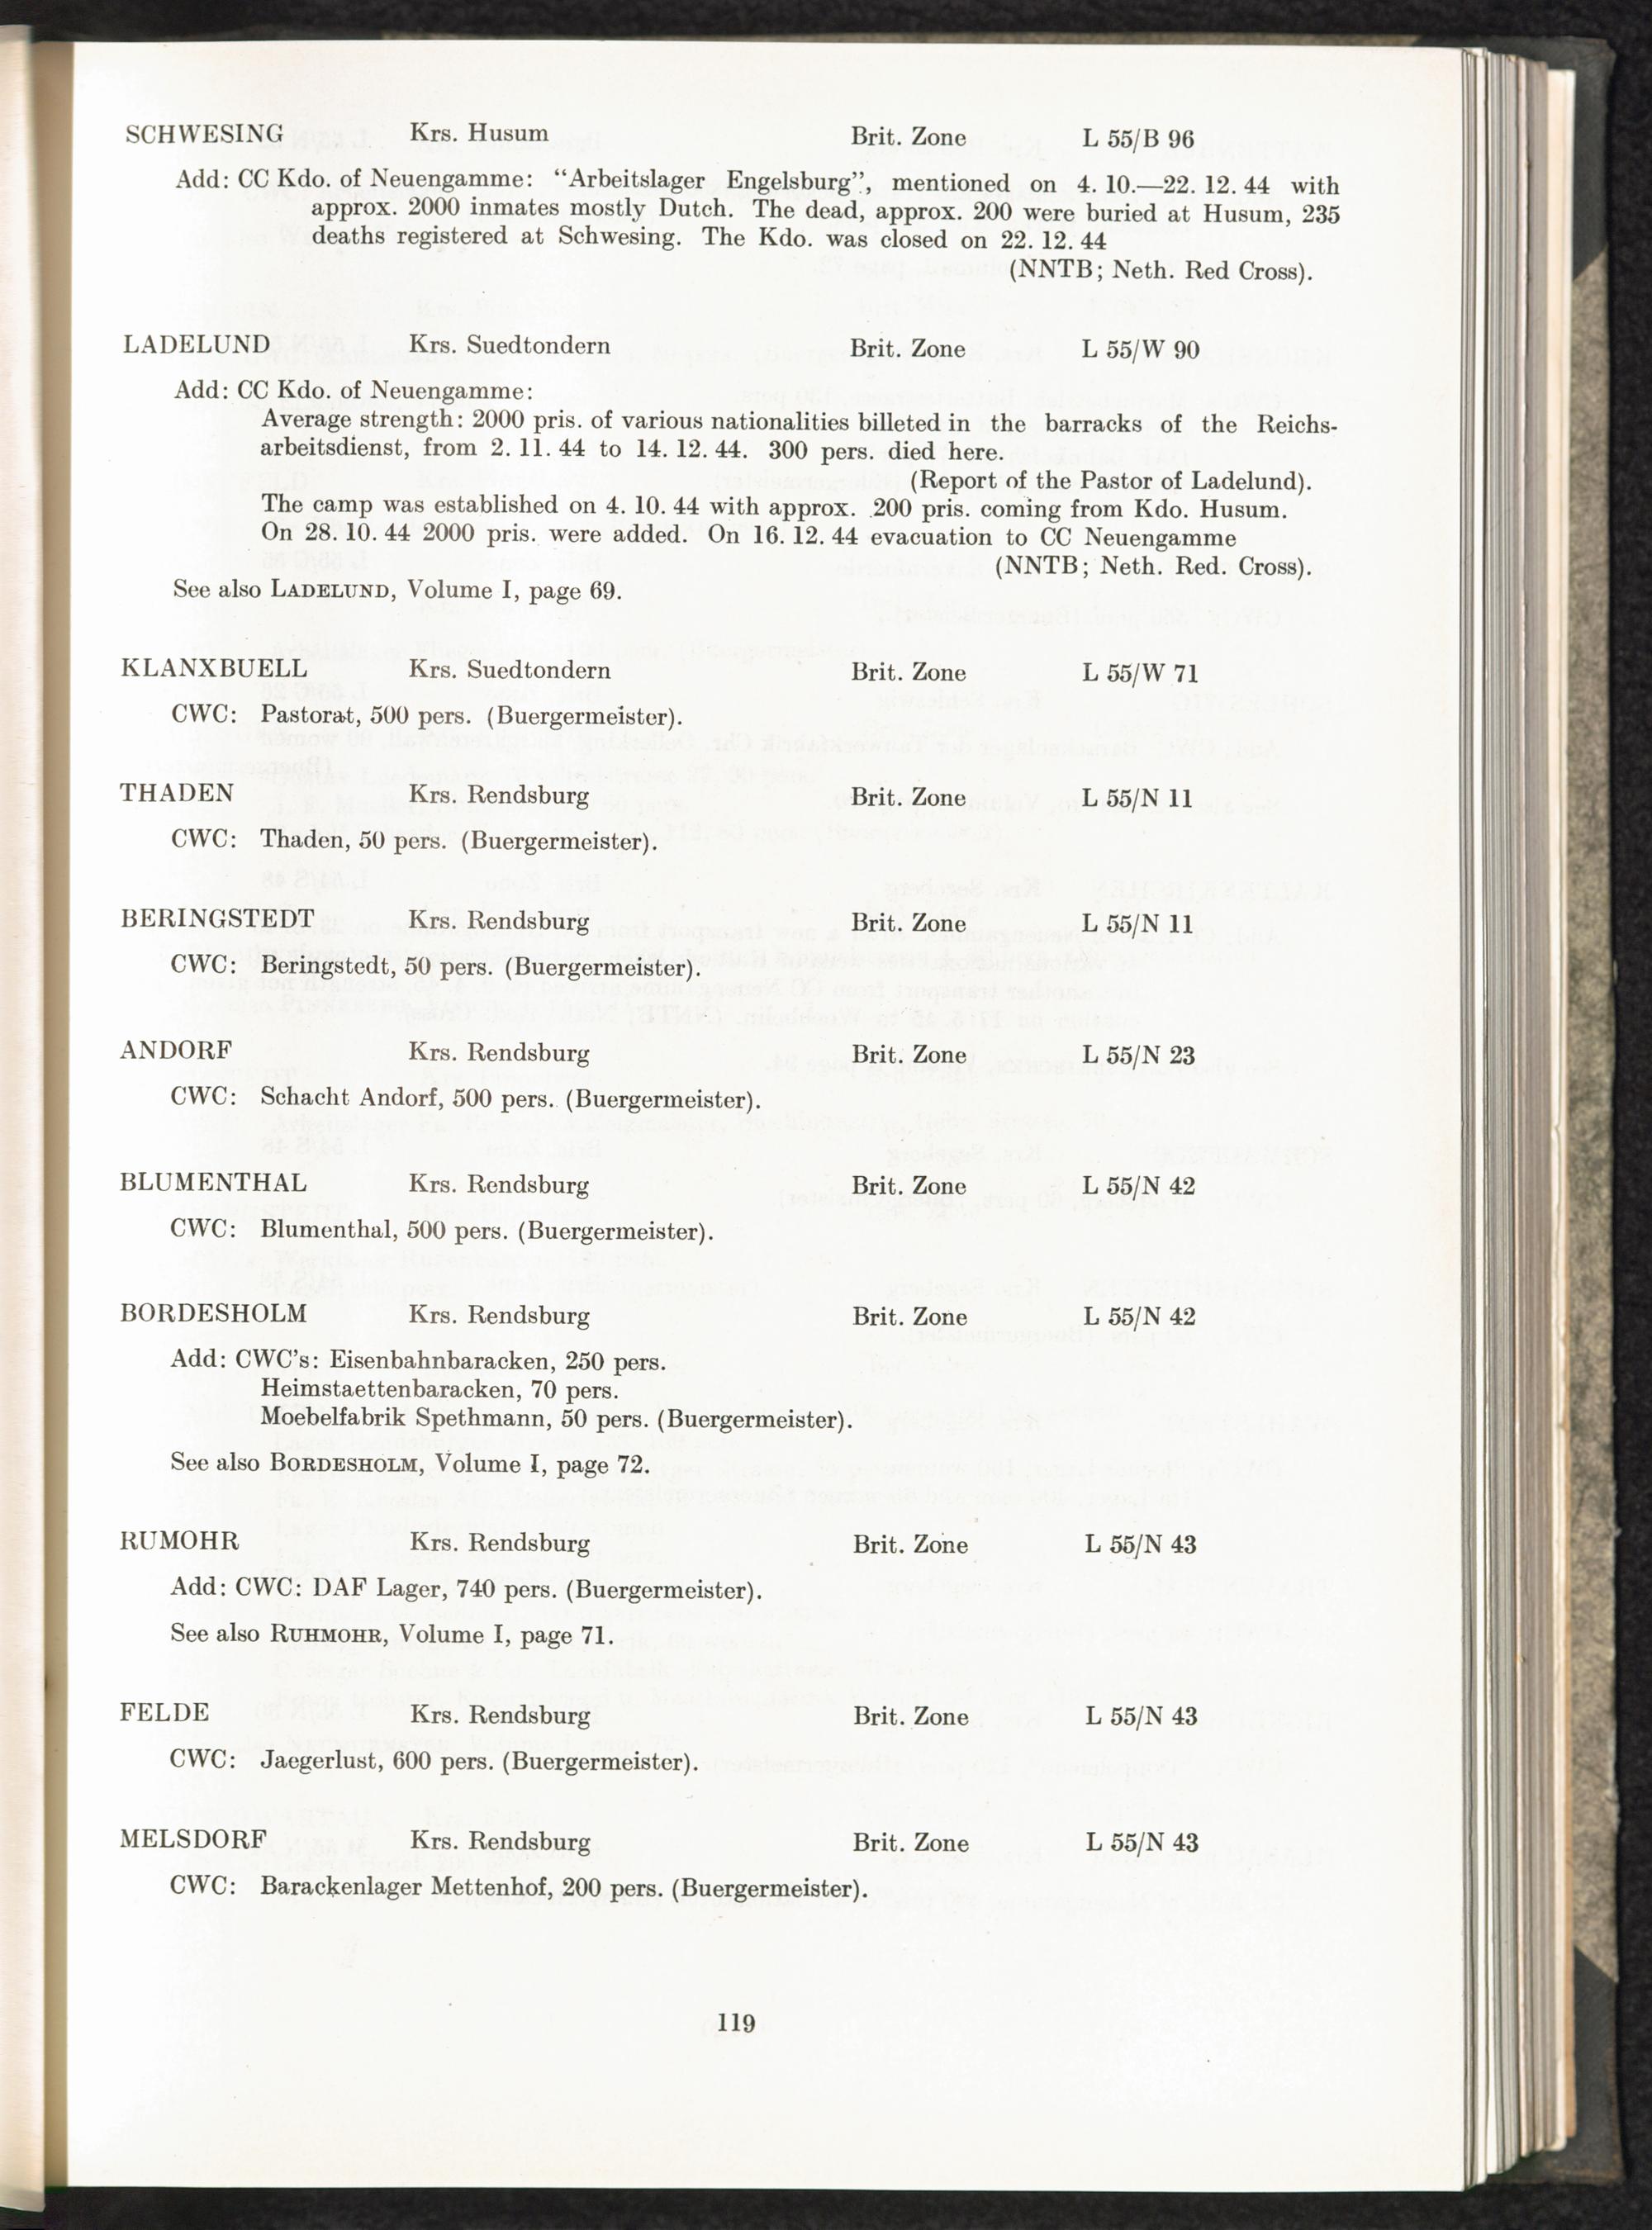 SCHWESING Krs. Husum Brit. Zone L 55/B 96
Add: CC Kdo. of Neuengamme: “Arbeitslager Engelsburg”, mentioned on 4. 10.—22. 12. 44 with
approx. 2000 inmates mostly Dutch. The dead, approx. 200 were buried at Husum, 235
deaths registered at Schwesing. The Kdo. was closed on 22. 12. 44
(NNTB; Neth. Red Cross).
LADELUND Krs. Suedtondern Brit. Zone L 55/W 90
Add: CC Kdo. of Neuengamme:
Average strength: 2000 pris. of various nationalities billeted in the barracks of the Reichs-
arbeitsdienst, from 2. 11. 44 to 14. 12. 44. 300 pers. died here.
(Report of the Pastor of Ladelund).
The camp was established on 4. 10. 44 with approx. 200 pris. coming from Kdo. Husum.
On 28. 10. 44 2000 pris. were added. On 16. 12. 44 evacuation to CC Neuengamme
(NNTB; Neth. Red. Cross).
See also LADELUND, Volume I, page 69.
KLANXBUELL Krs. Suedtondern Brit. Zone L 55/W 71
CWC: Pastorat, 500 pers. (Buergermeister).
THADEN Krs. Rendsburg Brit. Zone L 55/N 11
CWC: Thaden, 50 pers. (Buergermeister).
BERINGSTEDT Krs. Rendsburg Brit. Zone L 55/N 11
CWC: Beringstedt, 50 pers. (Buergermeister).
ANDORF Krs. Rendsburg Brit. Zone L 55/N 23
CWC: Schacht Andorf, 500 pers. (Buergermeister).
BLUMENTHAL Krs. Rendsburg Brit. Zone L 55/N 42
CWC: Blumenthal, 500 pers. (Buergermeister).
BORDESHOLM Krs. Rendsburg Brit. Zone L 55/N 42
Add: CWC’s: Eisenbahnbaracken, 250 pers.
Heimstaettenbaracken, 70 pers.
Moebelfabrik Spethmann, 50 pers. (Buergermeister).
See also BORDESHOLM, Volume I, page 72.
RUMOHR Krs. Rendsburg Brit. Zone L 55/N 43
Add: CWC: DAF Lager, 740 pers. (Buergermeister).
See also RUHMOHR, Volume I, page 71.
FELDE Krs. Rendsburg Brit. Zone L 55/N 43
CWC: Jaegerlust, 600 pers. (Buergermeister).
MELSDORF Krs. Rendsburg Brit. Zone L 55/N 43
CWC: Barackenlager Mettenhof, 200 pers. (Buergermeister).
119